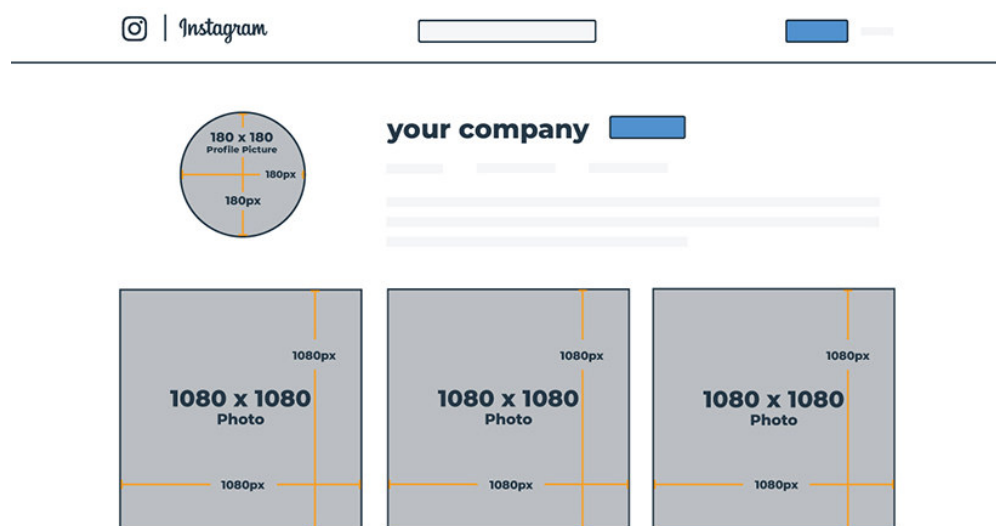 Instagram
your company
180 x 180
Profile Picture
180px
180px
1080px
1080px
1080px
1080 x 1080
1080 x 1080
1080 x 1080
Photo
Photo
Photo
1080px
1080px
1080px